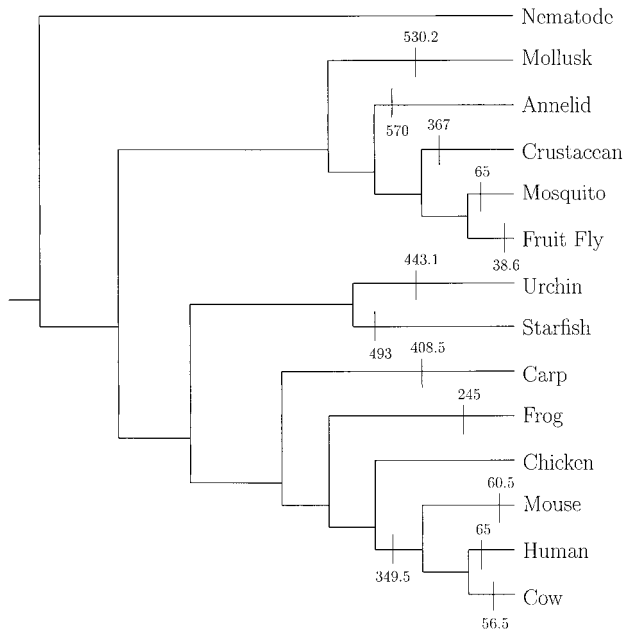 Nematode
530.2
Mollusk
Annelid
570
367
Crustacean
65
Mosquito
Fruit Fly
38.6
443.1
Urchin
Starfish
493
408.5
Carp
245
Frog
Chicken
60.5
Mouse
65
Human
349.5
Cow
56.5